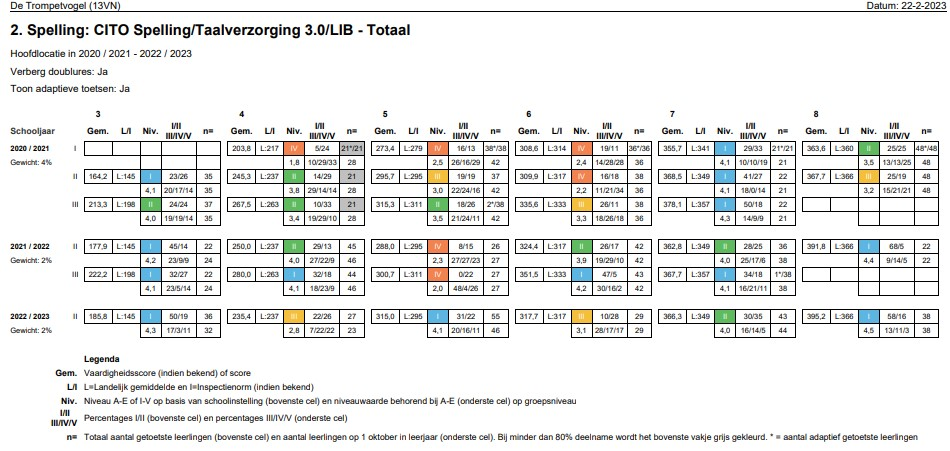 De Trompetvogel (13VN) Datum: 22-2-2023
2. Spelling: CITO Spelling/Taalverzorging 3.0/LIB - Totaal
Hoofdlocatie in 2020 / 2021 - 2022 / 2023
Verberg doublures: Ja
Toon adaptieve toetsen: Ja
3 4 5 6 7 8
Schooljaar Gem. L/I Niv. I/II III/IV/V n= Gem. L/I Niv. I/II III/IV/V n= Gem. L/I Niv. I/II III/IV/V n= Gem. L/I Niv. I/II III/IV/V n= Gem. L/I Niv. I/II III/IV/V n= Gem. L/I Niv. I/II III/IV/V n=
2020 / 2021 I 203,8 L:217 IV 5/24 21*/21 273,4 L:279 IV 16/13 38*/38 308,6 L:314 IV 19/11 36*/36 355,7 L:341 I 29/33 21*/21 363,6 L:360 II 25/25 48*/48
Gewicht: 4% 1,8 10/29/33 28 2,5 26/16/29 42 2,4 14/28/28 36 4,1 10/10/19 21 3,5 13/13/25 48
II 164,2 L:145 I 23/26 35 245,3 L:237 II 14/29 21 295,7 L:295 III 19/19 37 309,9 L:317 IV 16/18 36 368,5 L:349 I 41/27 22 367,7 L:366 III 25/19 48
4,1 20/17/14 35 3,8 29/14/14 28 3,0 22/24/16 42 2,2 11/21/34 36 4,1 18/0/14 21 3,2 15/21/21 48
III 213,3 L:198 II 24/24 37 267,5 L:263 II 10/33 21 315,3 L:311 II 18/26 2*/38 335,6 L:333 III 26/11 38 378,1 L:357 I 50/18 22
4,0 19/19/14 35 3,4 19/29/10 28 3,5 21/24/11 42 3,3 18/26/18 36 4,3 14/9/9 21
2021 / 2022 II 177,9 L:145 I 45/14 22 250,0 L:237 II 29/13 45 288,0 L:295 IV 8/15 26 324,4 L:317 II 26/17 42 362,8 L:349 II 28/25 36 391,8 L:366 I 68/5 22
Gewicht: 2% 4,2 23/9/9 24 4,0 27/22/9 46 2,3 27/27/23 27 3,9 19/29/10 42 4,0 25/17/6 38 4,4 9/14/5 22
III 222,2 L:198 I 32/27 22 280,0 L:263 I 32/18 44 300,7 L:311 IV 0/22 27 351,5 L:333 I 47/5 43 367,7 L:357 I 34/18 1*/38
4,1 23/5/14 24 4,1 18/23/9 46 2,0 48/4/26 27 4,2 30/16/2 42 4,1 16/21/11 38
2022 / 2023 II 185,8 L:145 I 50/19 36 235,4 L:237 III 22/26 27 315,0 L:295 I 31/22 55 317,7 L:317 III 10/28 29 366,3 L:349 II 30/35 43 395,2 L:366 I 58/16 38
Gewicht: 2% 4,3 17/3/11 32 2,8 7/22/22 23 4,1 20/16/11 46 3,1 28/17/17 29 4,0 16/14/5 44 4,5 13/11/3 38
Legenda
Gem. Vaardigheidsscore (indien bekend) of score
L/I L=Landelijk gemiddelde en I=Inspectienorm (indien bekend)
Niv. Niveau A-E of I-V op basis van schoolinstelling (bovenste cel) en niveauwaarde behorend bij A-E (onderste cel) op groepsniveau
I/II III/IV/V Percentages I/II (bovenste cel) en percentages III/IV/V (onderste cel)
n= Totaal aantal getoetste leerlingen (bovenste cel) en aantal leerlingen op 1 oktober in leerjaar (onderste cel). Bij minder dan 80% deelname wordt het bovenste vakje grijs gekleurd. * = aantal adaptief getoetste leerlingen